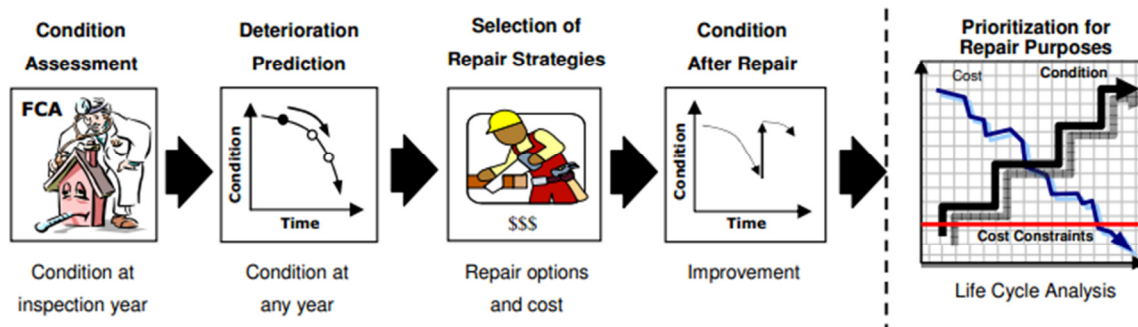 Condition
Assessment
FCA
Condition at
inspection year
Deterioration
Prediction
Condition
Time
Condition at
any year
Selection of
Repair Strategies
$$$
Repair options
and cost
Condition
After Repair
Condition
Time
Improvement
Prioritization for
Repair Purposes
Cost
Condition
Cost Constraints
Life Cycle Analysis